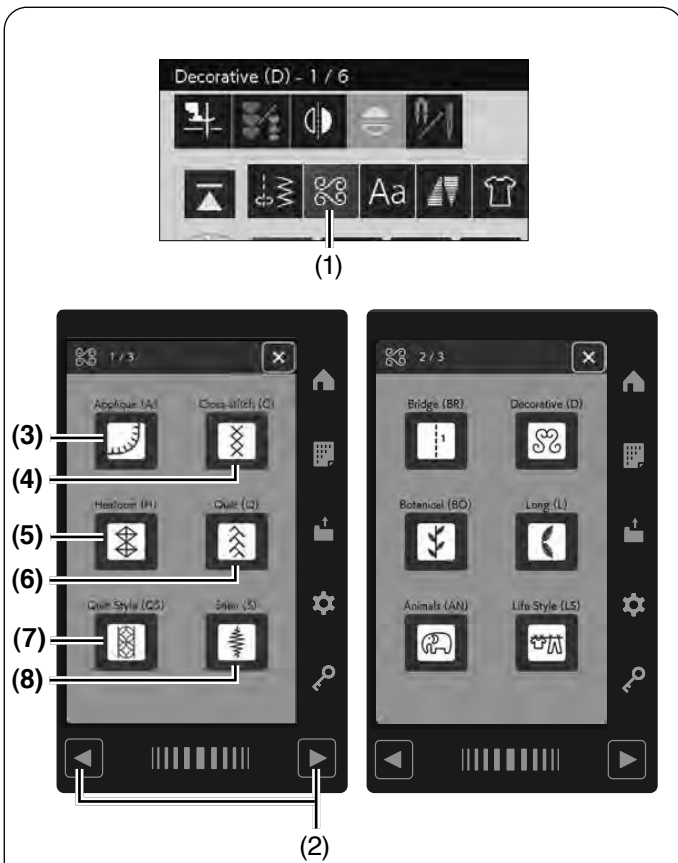 Decorative (D) - 1 / 6
Aa
(1)
1 / 3
Applique (A)
Cross-stitch (C)
(3)
(4)
Heirloom (H)
Quilt (Q)
(5)
(6)
Quilt Style (QS)
Satin (S)
(7)
(8)
(2)
2 / 3
Bridge (BR)
Decorative (D)
1
Botanical (BO)
Long (L)
Animals (AN)
Life Style (LS)